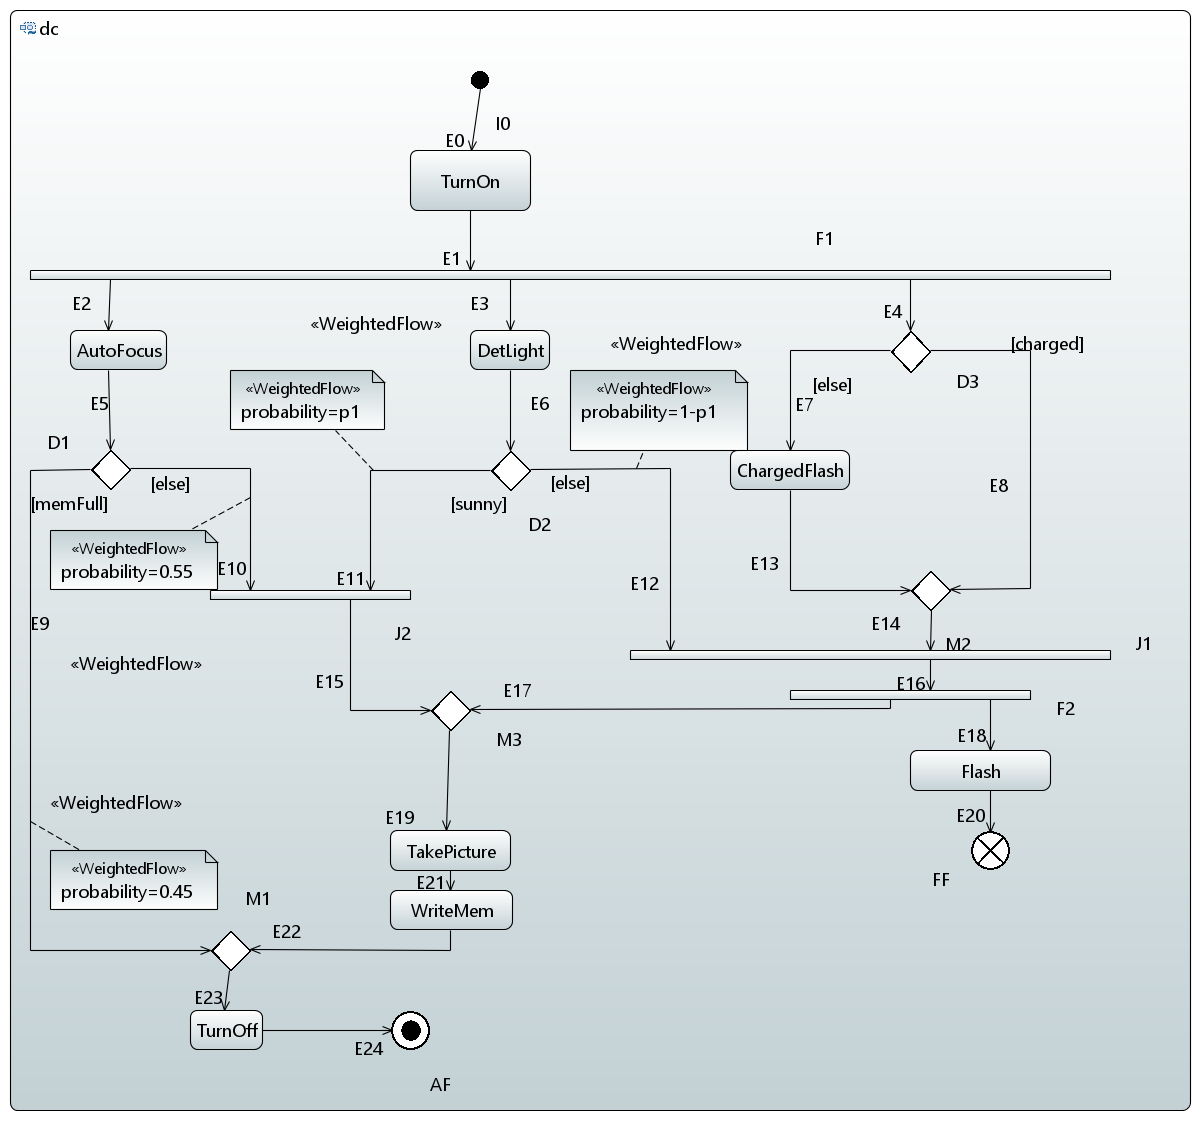 dc
I0
E0
TurnOn
F1
E1
E2
E3
E4
«WeightedFlow»
«WeightedFlow»
[charged]
AutoFocus
DetLight
D3
«WeightedFlow»
probability=p1
«WeightedFlow»
probability=1-p1
[else]
E5
E6
E7
D1
ChargedFlash
[else]
[else]
E8
[memFull]
[sunny]
D2
«WeightedFlow»
probability=0.55
E10
E11
E12
E13
E9
E14
J2
M2
J1
«WeightedFlow»
E15
E16
E17
F2
M3
E18
Flash
«WeightedFlow»
E19
E20
TakePicture
«WeightedFlow»
probability=0.45
E21
FF
M1
WriteMem
E22
E23
TurnOff
E24
AF